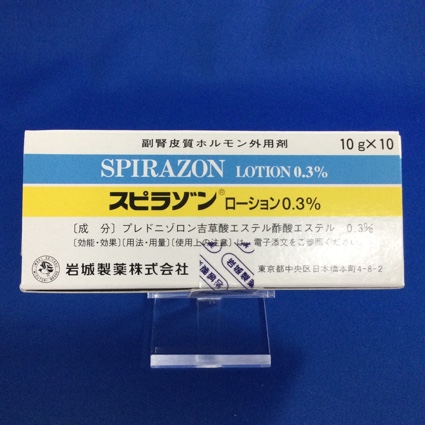 副腎皮質ホルモン外用剤 10g×10
SPIRAZON LOTION 0.3%
スピラゾン® ローション0.3%
〔成 分〕プレドニゾロン吉草酸エステル酢酸エステル 0.3%
〔効能・効果〕〔用法・用量〕〔使用上の注意〕は、電子添文をご参照ください。
岩城製薬株式会社 東京都中央区日本橋本町4-8-2